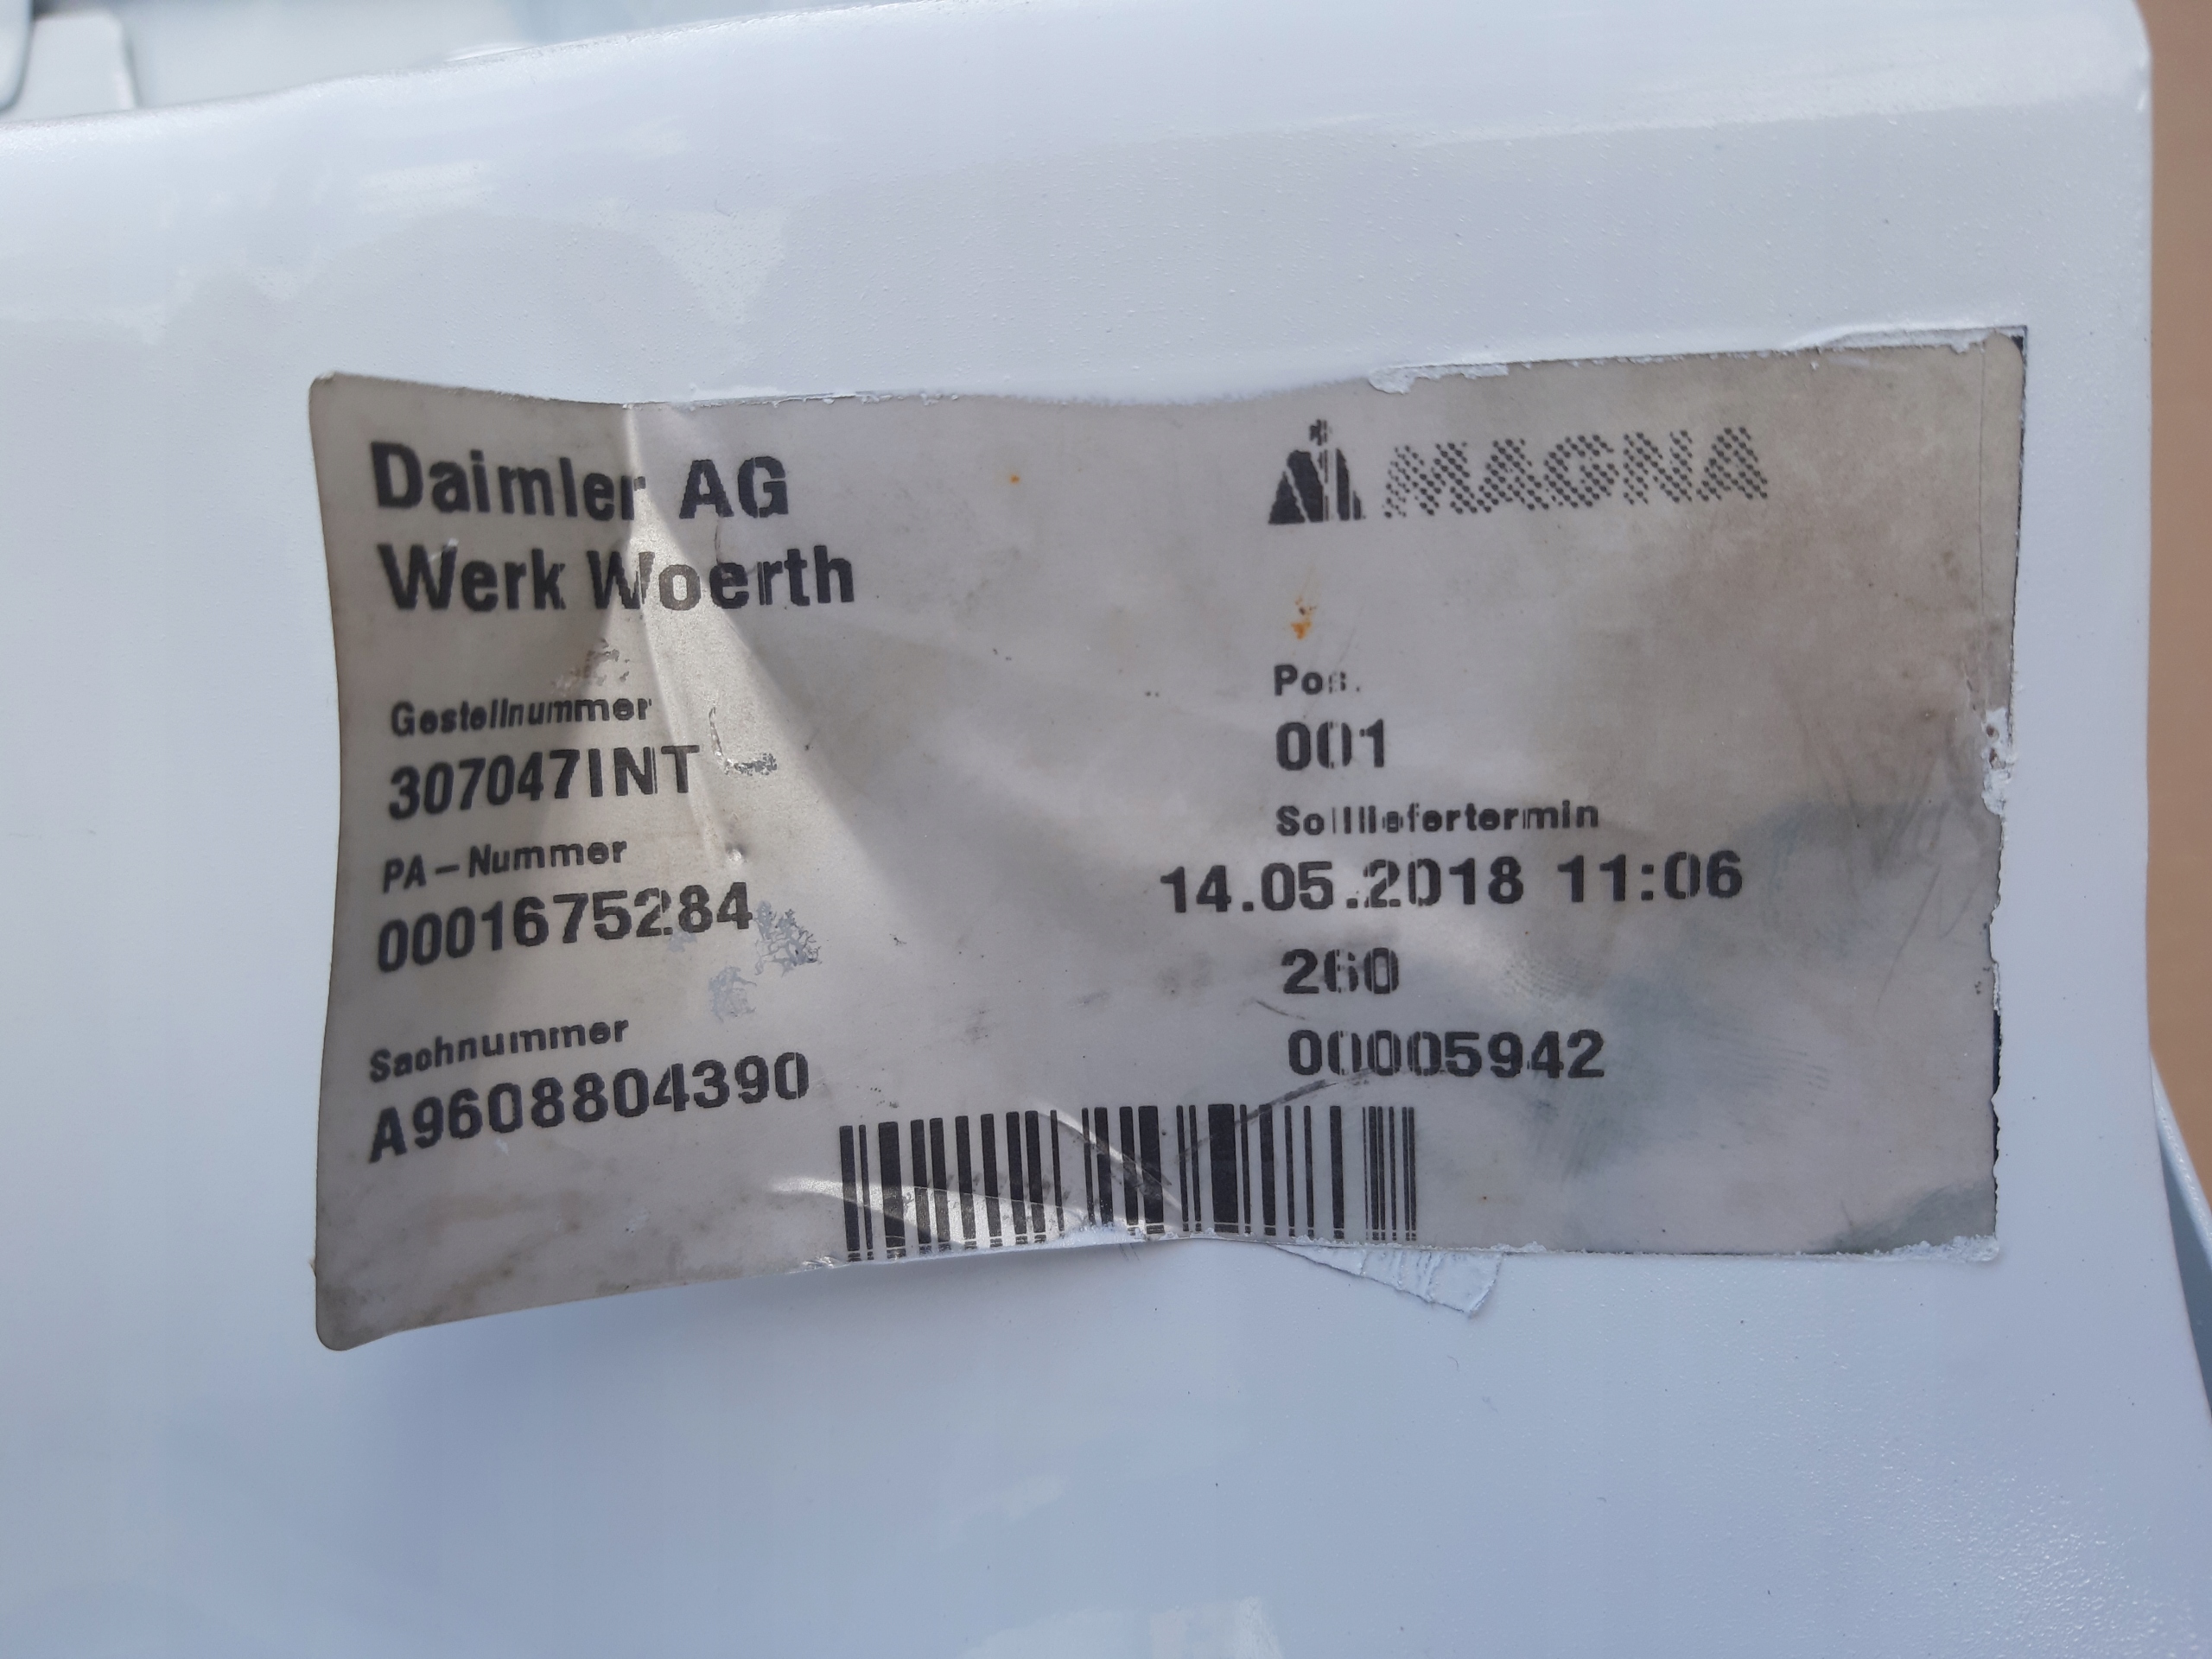 Daimler AG
Werk Woerth
MAGNA
Gestellnummer
307047INT
PA-Nummer
0001675284
Sachnummer
A9608804390
Pos.
001
Sollliefertermin
14.05.2018 11:06
260
00005942